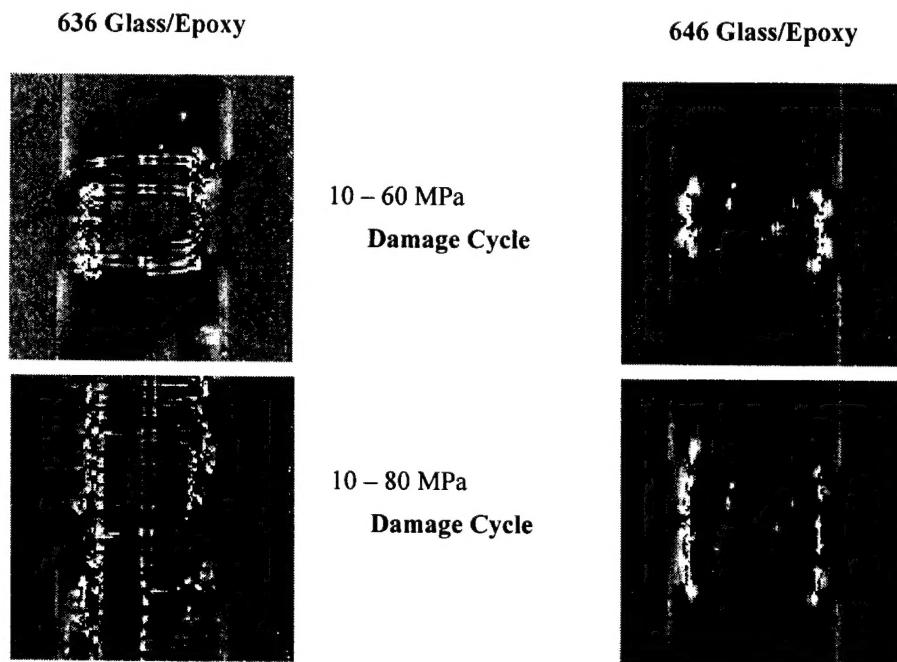 636 Glass/Epoxy
646 Glass/Epoxy
10 – 60 MPa
Damage Cycle
10 – 80 MPa
Damage Cycle